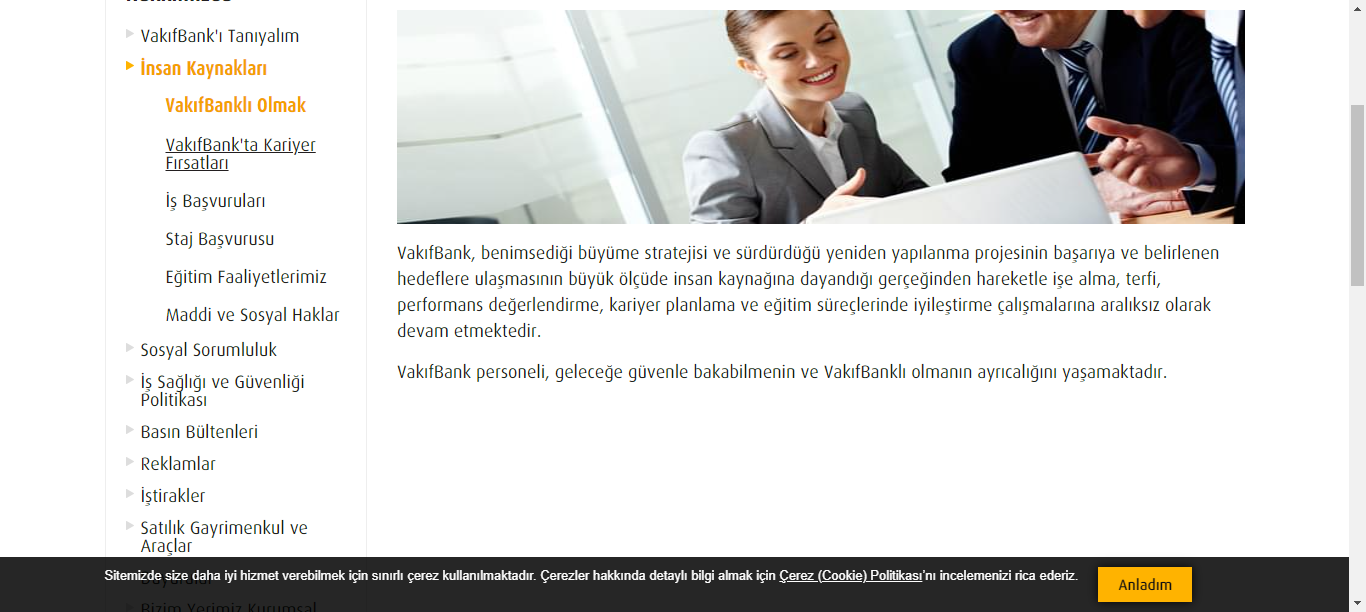 VakıfBank'ı Tanıyalım
İnsan Kaynakları
VakıfBanklı Olmak
VakıfBank'ta Kariyer
Fırsatları
İş Başvuruları
Staj Başvurusu
Eğitim Faaliyetlerimiz
Maddi ve Sosyal Haklar
Sosyal Sorumluluk
İş Sağlığı ve Güvenliği
Politikası
Basın Bültenleri
Reklamlar
İştirakler
Satılık Gayrimenkul ve
Araçlar
Bizim Yerimiz Kurumsal
VakıfBank, benimsediği büyüme stratejisi ve sürdürdüğü yeniden yapılanma projesinin başarıya ve belirlenen
hedeflere ulaşmasının büyük ölçüde insan kaynağına dayandığı gerçeğinden hareketle işe alma, terfi,
performans değerlendirme, kariyer planlama ve eğitim süreçlerinde iyileştirme çalışmalarına aralıksız olarak
devam etmektedir.
VakıfBank personeli, geleceğe güvenle bakabilmenin ve VakıfBanklı olmanın ayrıcalığını yaşamaktadır.
Sitemizde size daha iyi hizmet verebilmek için sınırlı çerez kullanılmaktadır. Çerezler hakkında detaylı bilgi almak için Çerez (Cookie) Politikası'nı incelemenizi rica ederiz.
Anladım